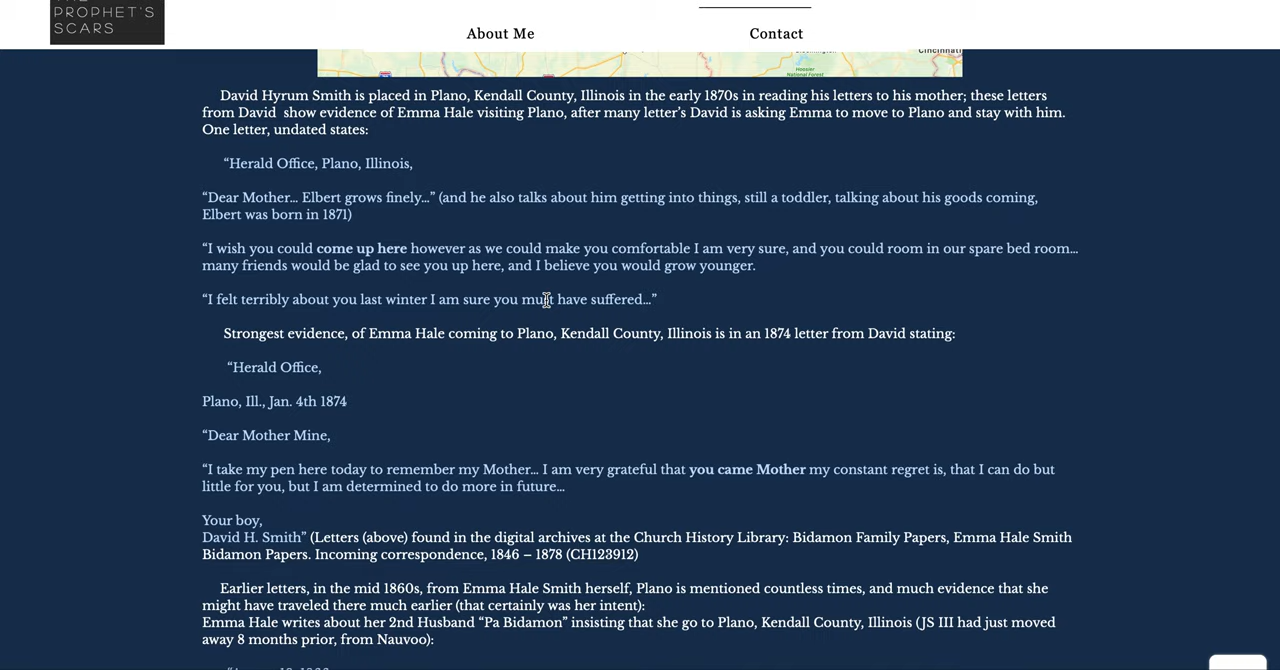 PROPHET'S
SCARS
About Me
Contact
Cincinnati
Hoosier
National Forest
David Hyrum Smith is placed in Plano, Kendall County, Illinois in the early 1870s in reading his letters to his mother; these letters
from David  show evidence of Emma Hale visiting Plano, after many letter’s David is asking Emma to move to Plano and stay with him.
One letter, undated states:
“Herald Office, Plano, Illinois,
“Dear Mother… Elbert grows finely…” (and he also talks about him getting into things, still a toddler, talking about his goods coming,
Elbert was born in 1871)
“I wish you could come up here however as we could make you comfortable I am very sure, and you could room in our spare bed room…
many friends would be glad to see you up here, and I believe you would grow younger.
“I felt terribly about you last winter I am sure you must have suffered…”
Strongest evidence, of Emma Hale coming to Plano, Kendall County, Illinois is in an 1874 letter from David stating:
“Herald Office,
Plano, Ill., Jan. 4th 1874
“Dear Mother Mine,
“I take my pen here today to remember my Mother… I am very grateful that you came Mother my constant regret is, that I can do but
little for you, but I am determined to do more in future…
Your boy,
David H. Smith” (Letters (above) found in the digital archives at the Church History Library: Bidamon Family Papers, Emma Hale Smith
Bidamon Papers. Incoming correspondence, 1846 – 1878 (CH123912)
Earlier letters, in the mid 1860s, from Emma Hale Smith herself, Plano is mentioned countless times, and much evidence that she
might have traveled there much earlier (that certainly was her intent):
Emma Hale writes about her 2nd Husband “Pa Bidamon” insisting that she go to Plano, Kendall County, Illinois (JS III had just moved
away 8 months prior, from Nauvoo):